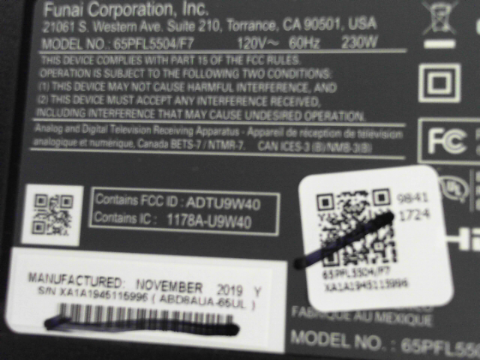 Funai Corporation, Inc.
21061 S. Western Ave. Suite 210, Torrance, CA 90501, USA
MODEL NO.: 65PFL5504/F7 120V~ 60Hz 230W
THIS DEVICE COMPLIES WITH PART 15 OF THE FCC RULES.
OPERATION IS SUBJECT TO THE FOLLOWING TWO CONDITIONS:
(1) THIS DEVICE MAY NOT CAUSE HARMFUL INTERFERENCE, AND
(2) THIS DEVICE MUST ACCEPT ANY INTERFERENCE RECEIVED,
INCLUDING INTERFERENCE THAT MAY CAUSE UNDESIRED OPERATION.
Analog and Digital Television Receiving Apparatus - Appareil de réception de télévision
analogique et numérique, Canada BETS-7 / NTMR-7. CAN ICES-3 (B)/NMB-3(B)
FC
Contains FCC ID : ADTU9W40
Contains IC : 1178A-U9W40
9841
1724
65PFL5504/F7
XA1A1945115996
MANUFACTURED: NOVEMBER 2019 Y
S/N XA1A1945115996 ( ABD8AUA-65UL )
FABRIQUÉ AU MEXIQUE
MODEL NO. : 65PFL550